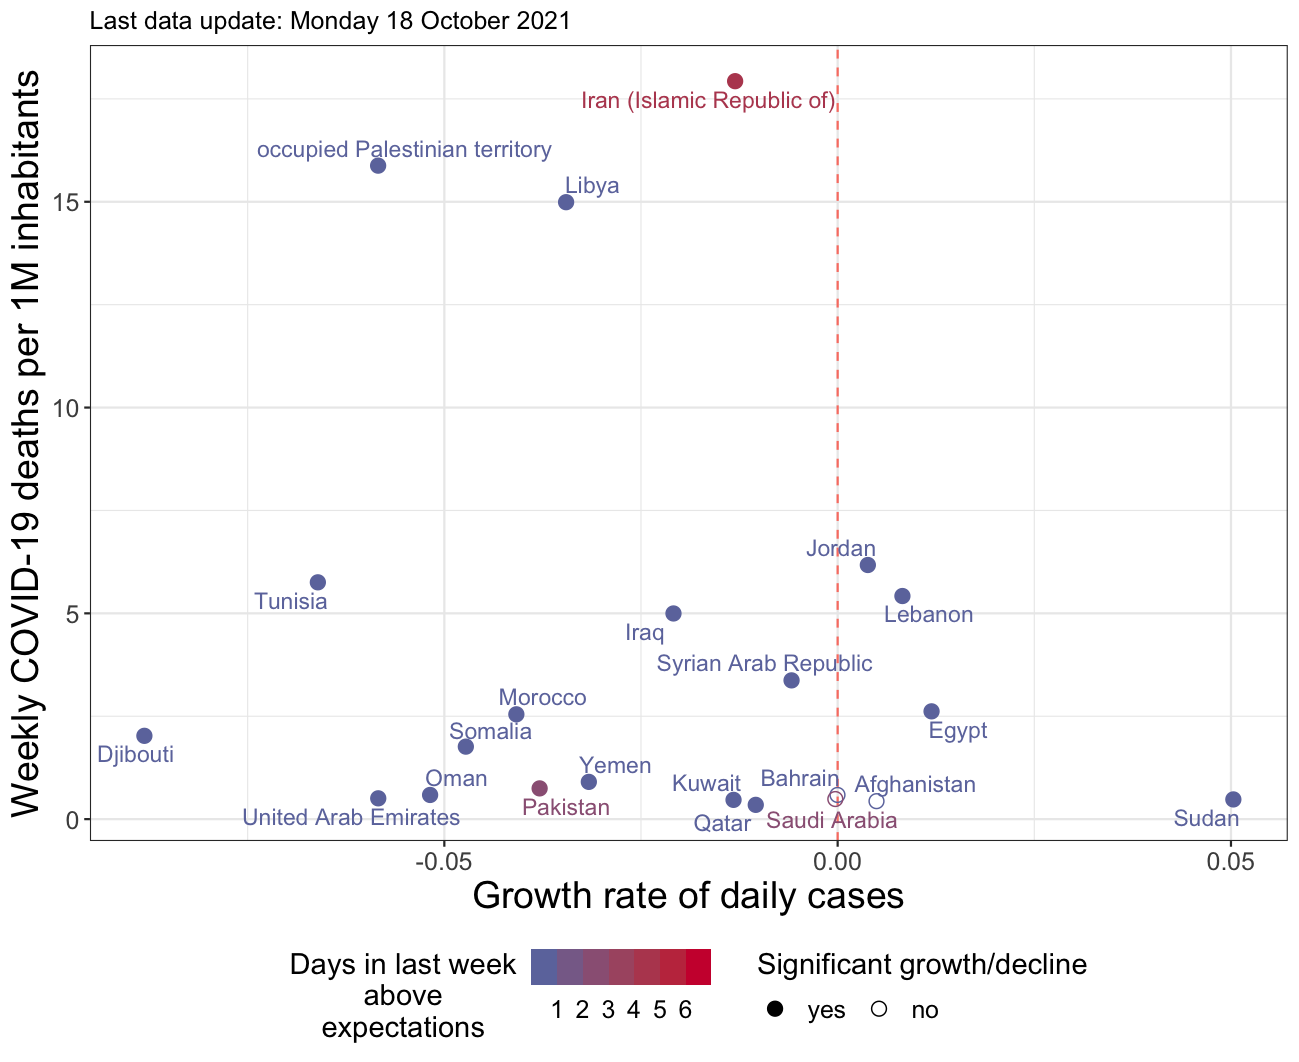 Last data update: Monday 18 October 2021
Weekly COVID-19 deaths per 1M inhabitants
15
10
5
0
Iran (Islamic Republic of)
occupied Palestinian territory
Libya
Jordan
Tunisia
Lebanon
Iraq
Syrian Arab Republic
Morocco
Somalia
Egypt
Djibouti
Yemen
Oman
Kuwait
Bahrain
Afghanistan
Pakistan
United Arab Emirates
Qatar
Saudi Arabia
Sudan
-0.05
0.00
0.05
Growth rate of daily cases
Days in last week
above
expectations
1 2 3 4 5 6
Significant growth/decline
yes no